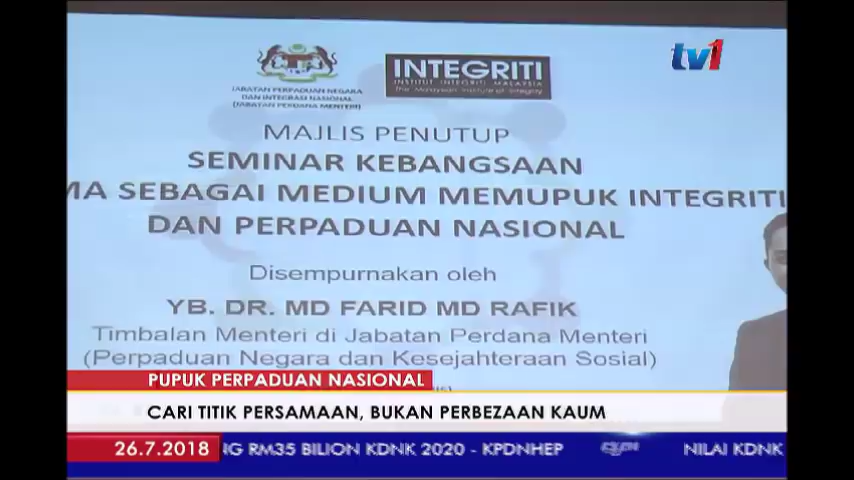 tv1
JABATAN PERPADUAN NEGARA
DAN INTEGRASI NASIONAL
(JABATAN PERDANA MENTERI)
INTEGRITI
INSTITUT INTEGRITI MALAYSIA
The Malaysian Institute of Integrity
MAJLIS PENUTUP
SEMINAR KEBANGSAAN
MA SEBAGAI MEDIUM MEMUPUK INTEGRITI
DAN PERPADUAN NASIONAL
Disempurnakan oleh
YB. DR. MD FARID MD RAFIK
Timbalan Menteri di Jabatan Perdana Menteri
(Perpaduan Negara dan Kesejahteraan Sosial)
PUPUK PERPADUAN NASIONAL
CARI TITIK PERSAMAAN, BUKAN PERBEZAAN KAUM
26.7.2018 NG RM35 BILION KDNK 2020 - KPDNHEP NILAI KDNK